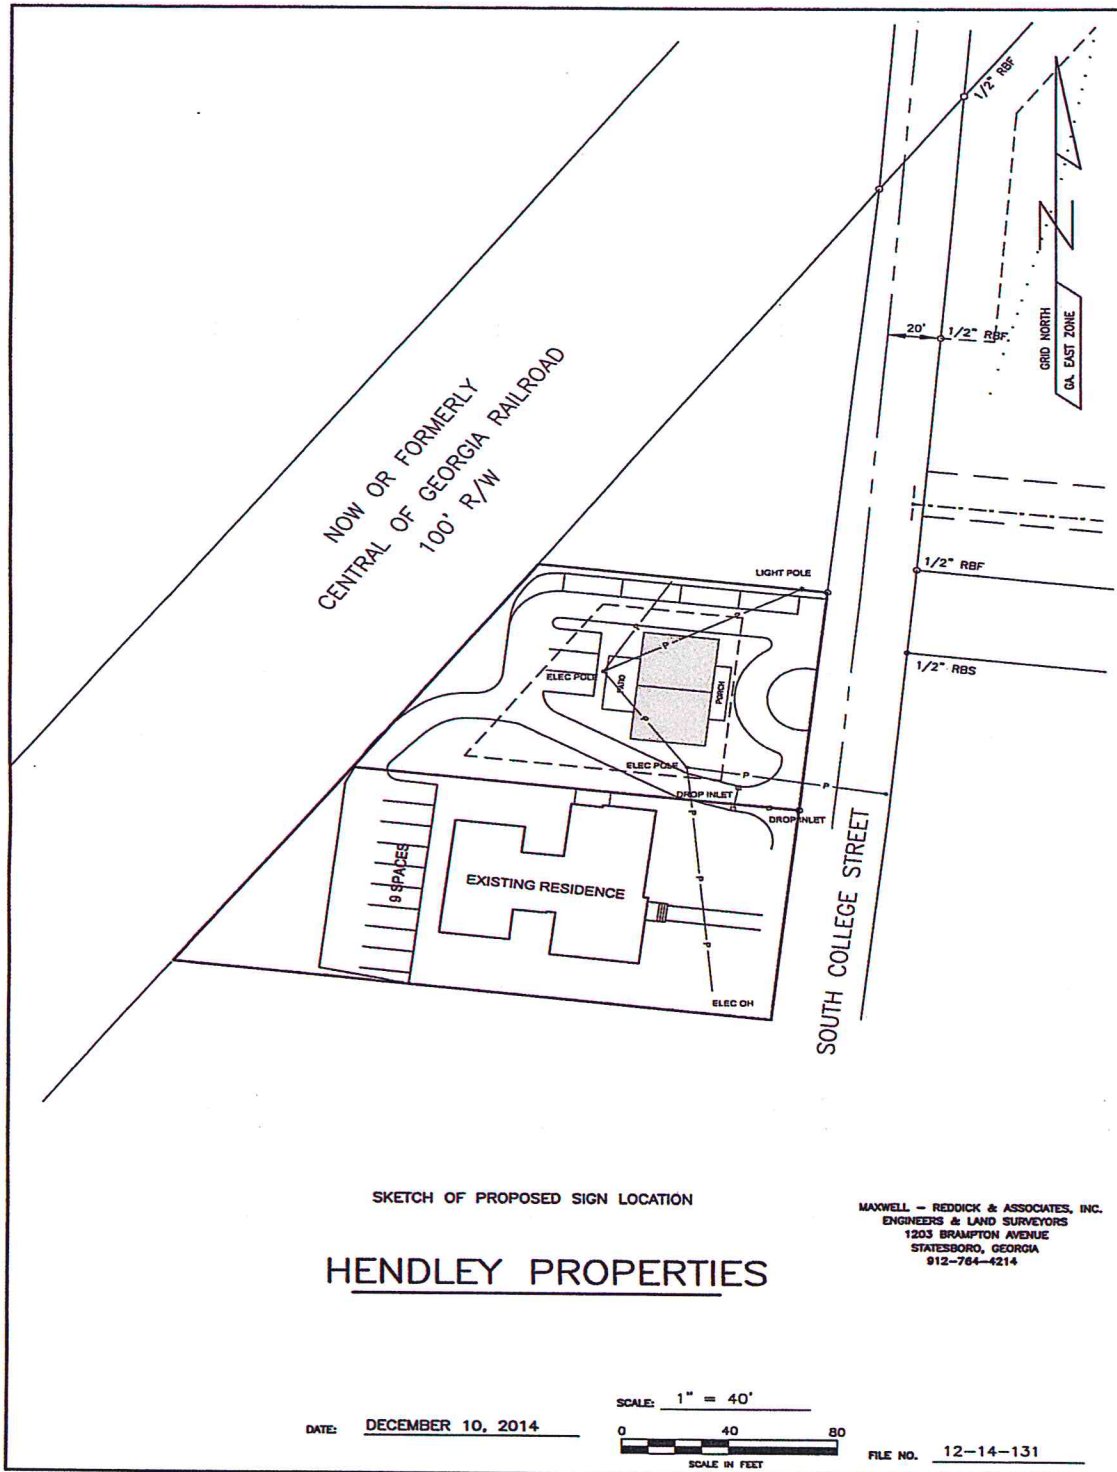 1/2" RBF
20'
1/2" RBF
GRID NORTH
GA. EAST ZONE
NOW OR FORMERLY
CENTRAL OF GEORGIA RAILROAD
100' R/W
LIGHT POLE
1/2" RBF
1/2" RBS
P
P
P
ELEC POLE
PATIO
PORCH
P
ELEC POLE
P
P
DROP INLET
DROP INLET
P
9 SPACES
EXISTING RESIDENCE
P
P
ELEC OH
SOUTH COLLEGE STREET
SKETCH OF PROPOSED SIGN LOCATION
HENDLEY PROPERTIES
MAXWELL – REDDICK & ASSOCIATES, INC.
ENGINEERS & LAND SURVEYORS
1203 BRAMPTON AVENUE
STATESBORO, GEORGIA
912–764–4214
DATE: DECEMBER 10, 2014
SCALE: 1" = 40'
0 40 80
SCALE IN FEET
FILE NO. 12–14–131